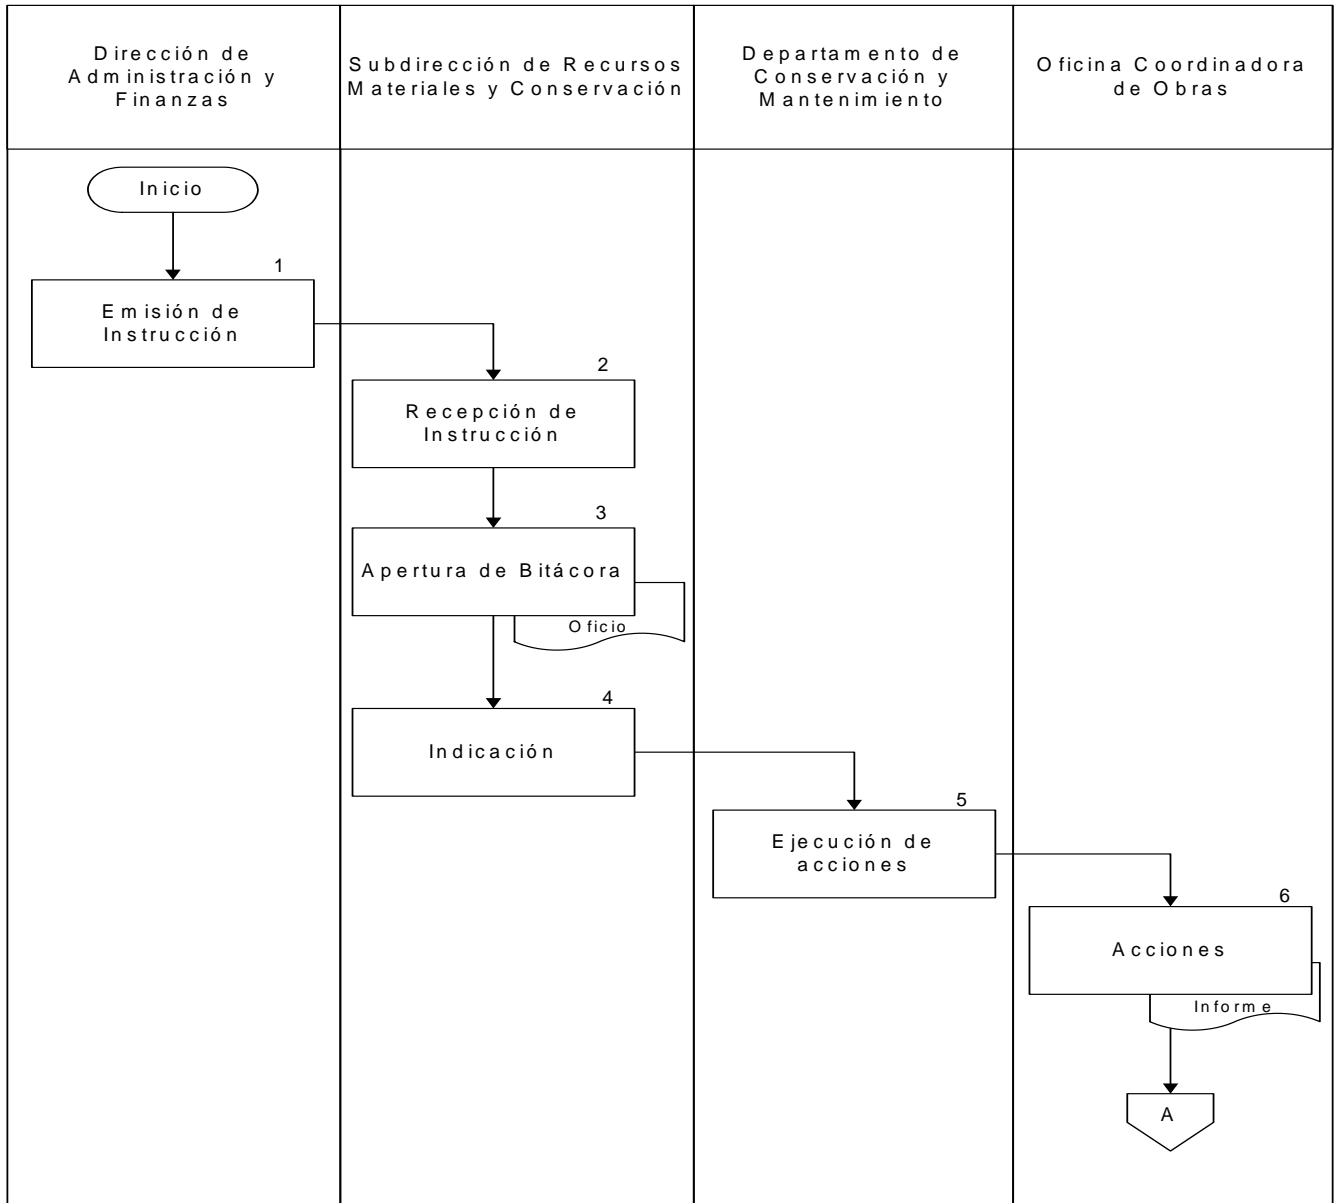 Dirección de
Administración y
Finanzas
Subdirección de Recursos
Materiales y Conservación
Departamento de
Conservación y
Mantenimiento
Oficina Coordinadora
de Obras
Inicio
1
Emisión de
Instrucción
2
Recepción de
Instrucción
3
Apertura de Bitácora
Oficio
4
Indicación
5
Ejecución de
acciones
6
Acciones
Informe
A